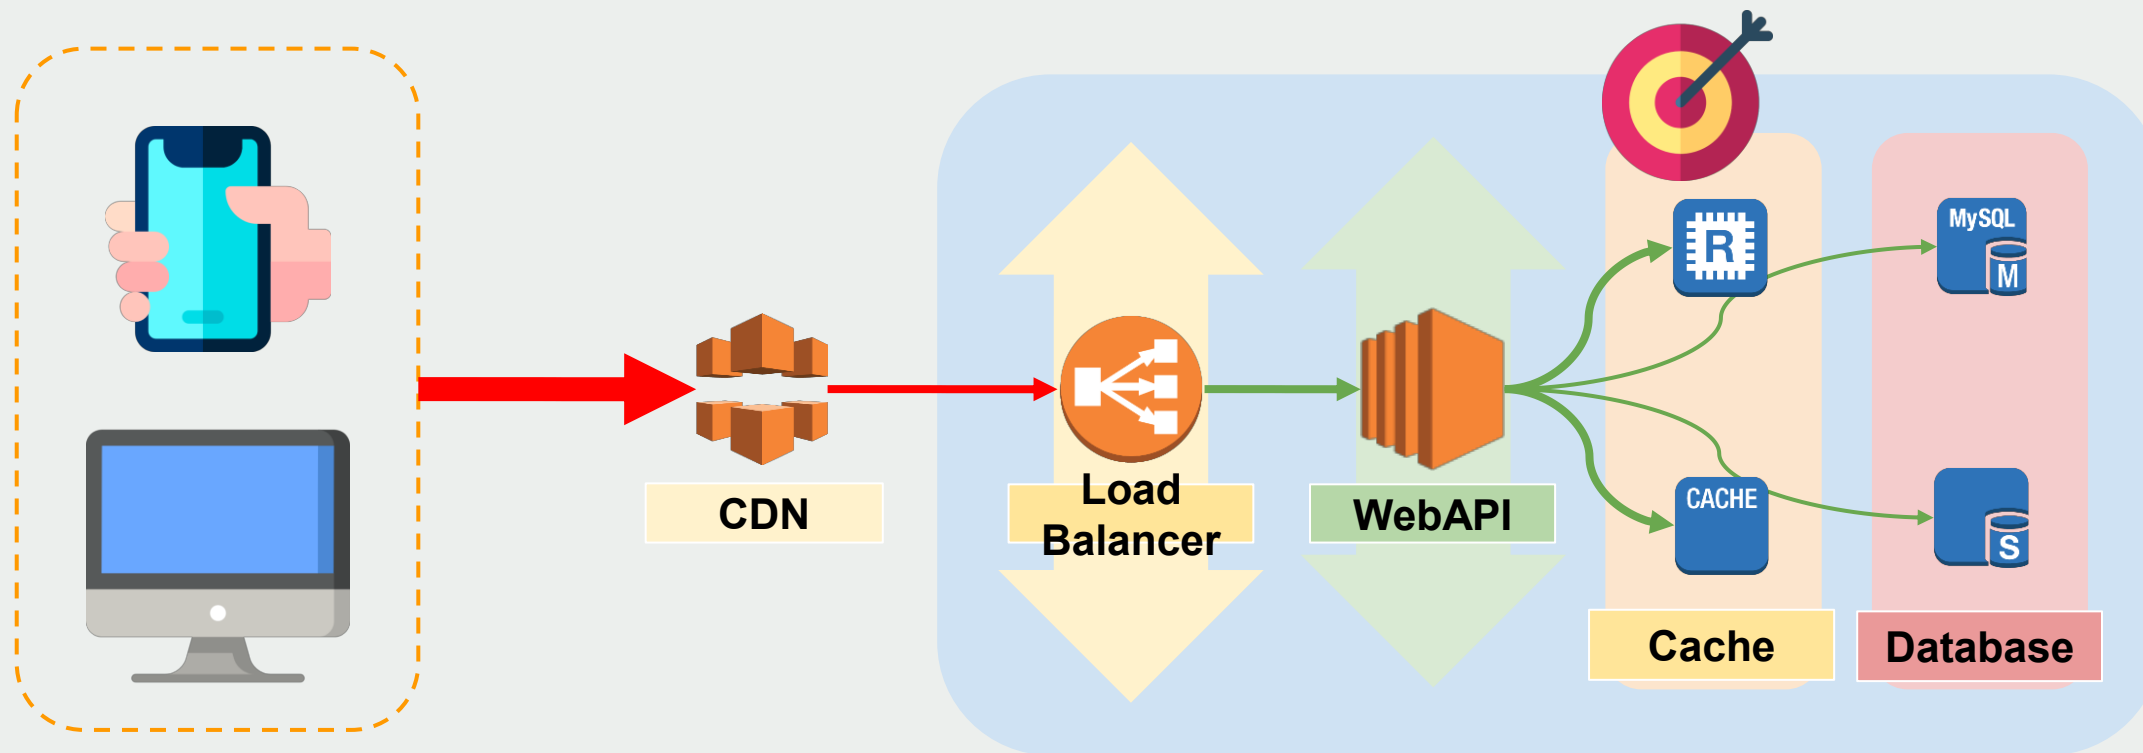 CDN
Load
Balancer
WebAPI
R
CACHE
Cache
MySQL
M
S
Database